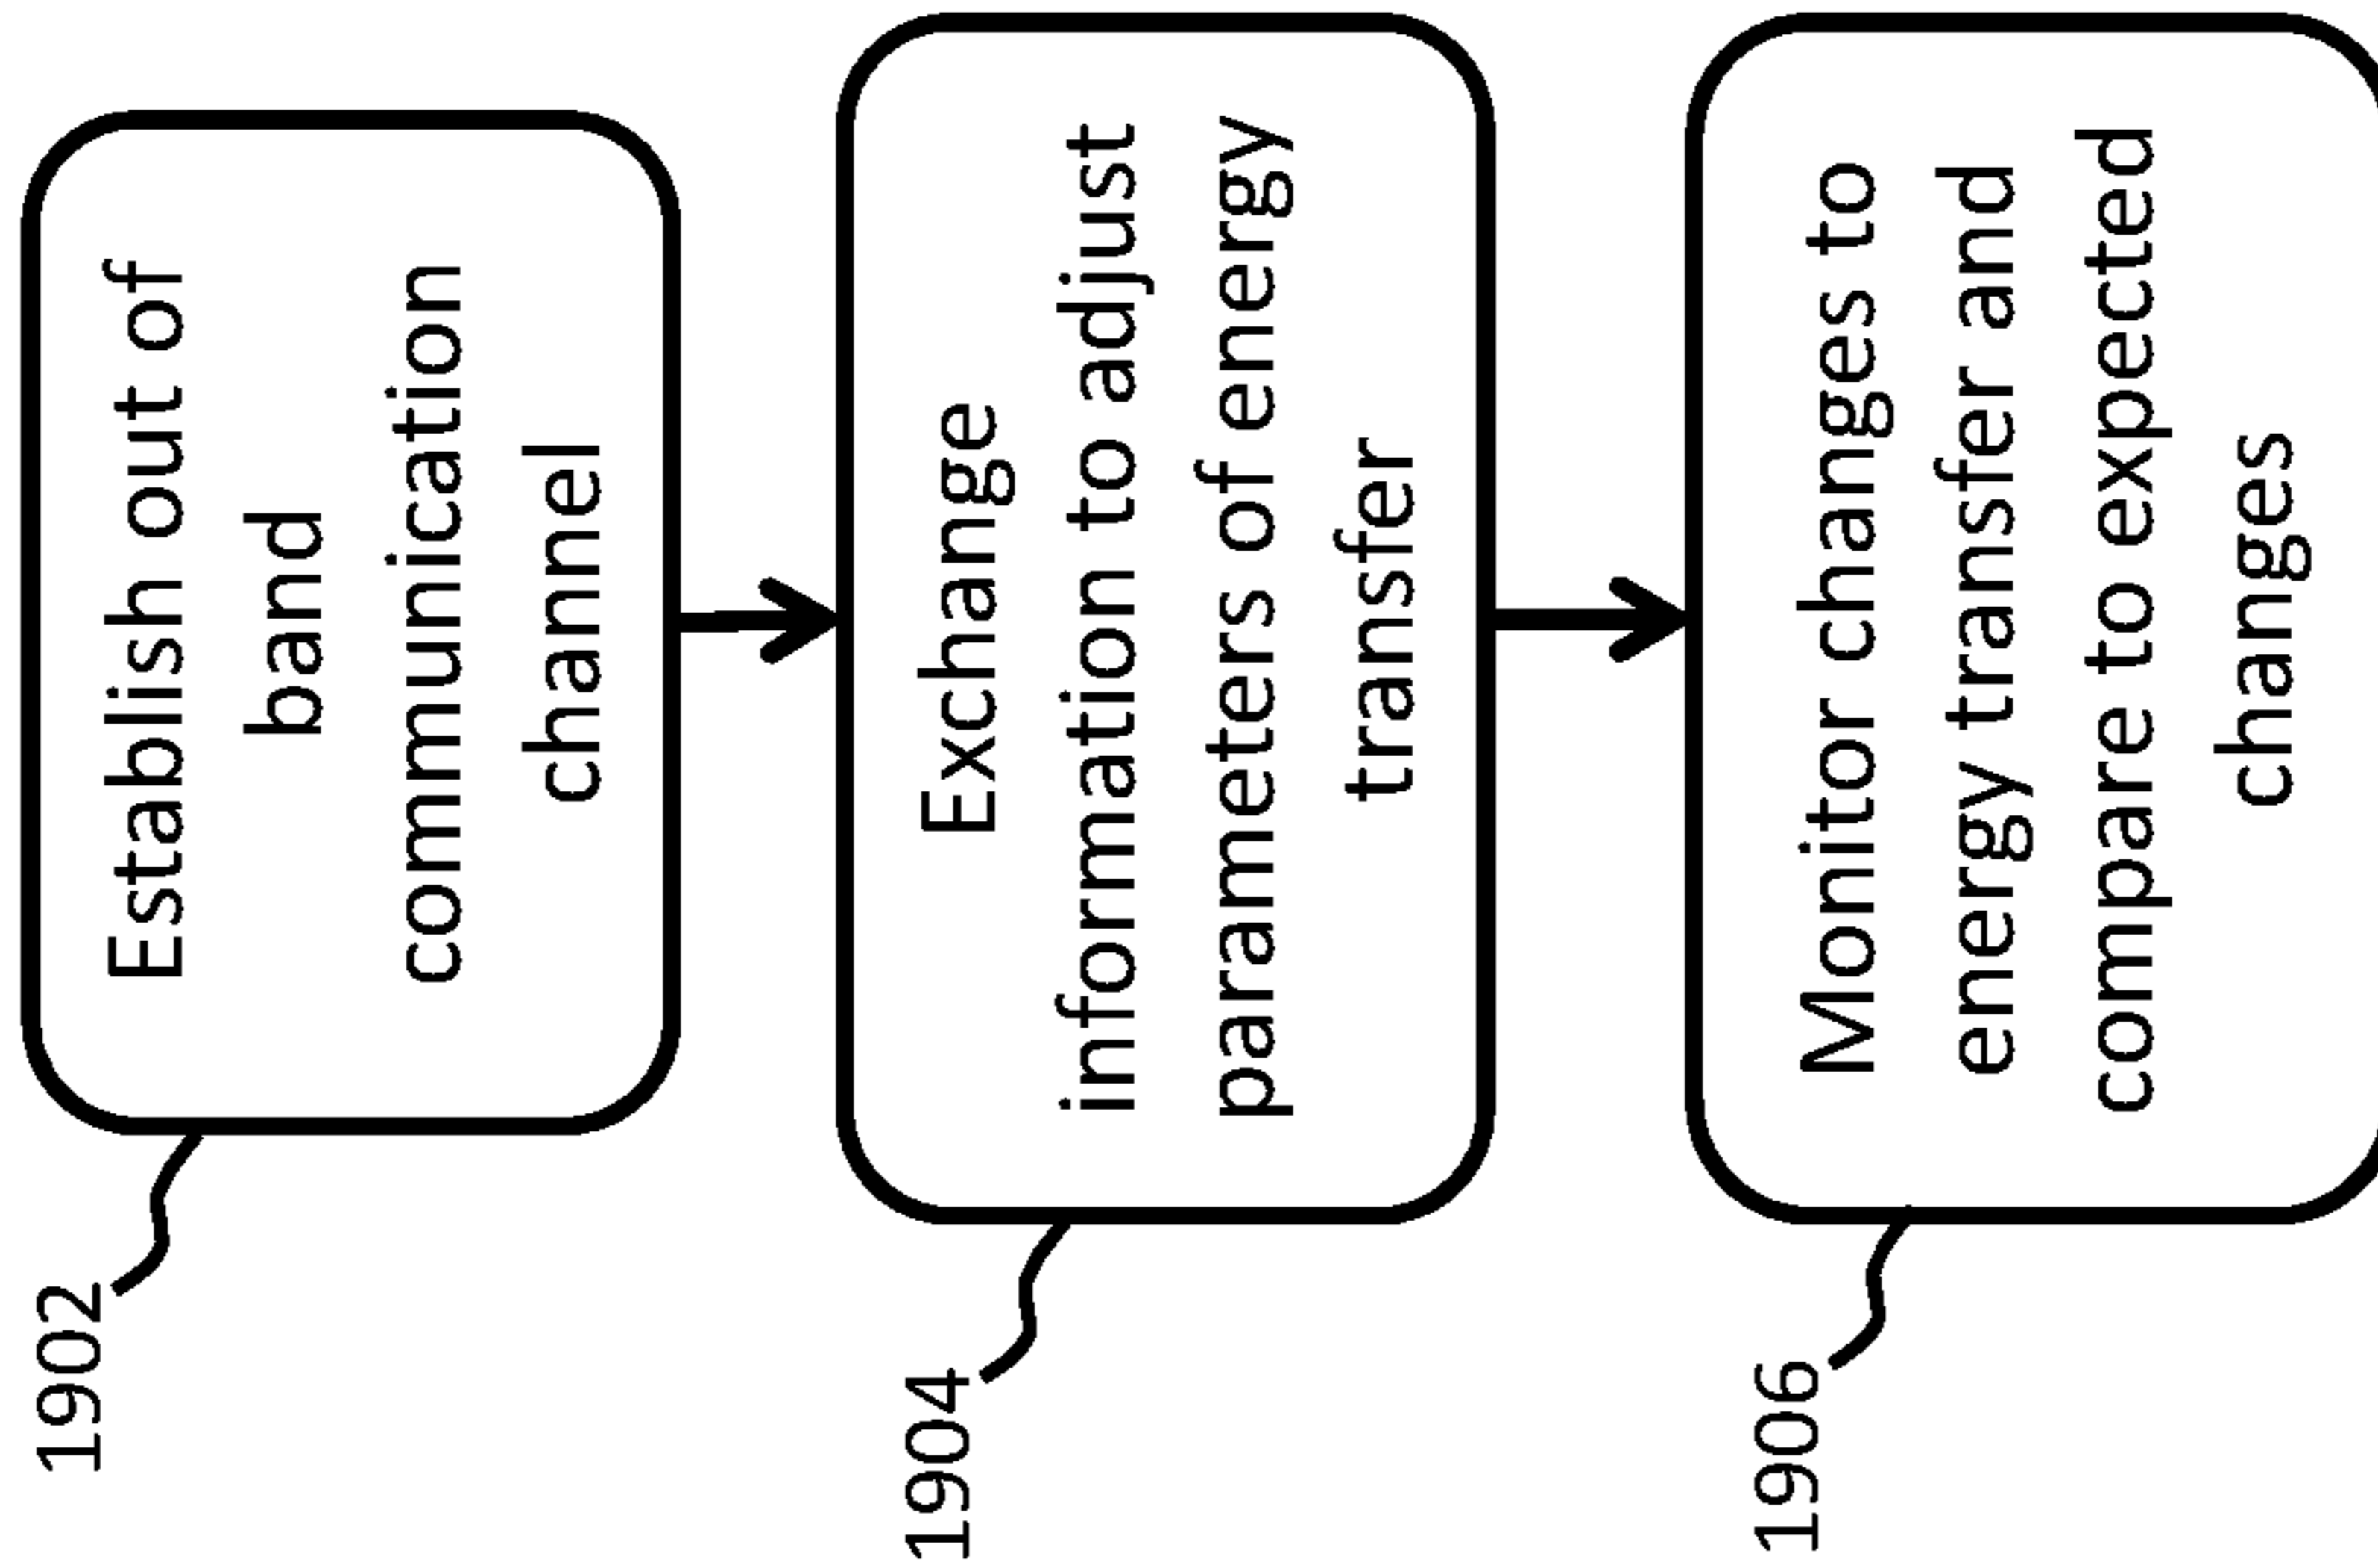 1902
Establish out of
band
communication
channel
1904
Exchange
information to adjust
parameters of energy
transfer
1906
Monitor changes to
energy transfer and
compare to expected
changes